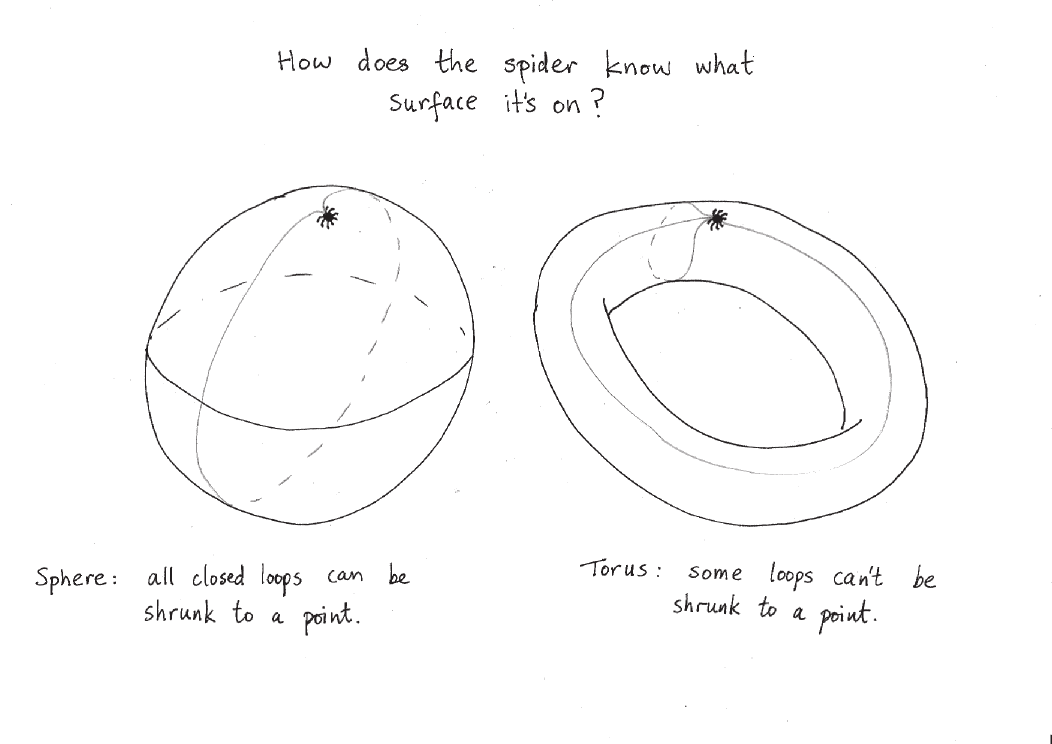 How does the spider know what
surface it's on?
Sphere: all closed loops can be
shrunk to a point.
Torus: some loops can't be
shrunk to a point.